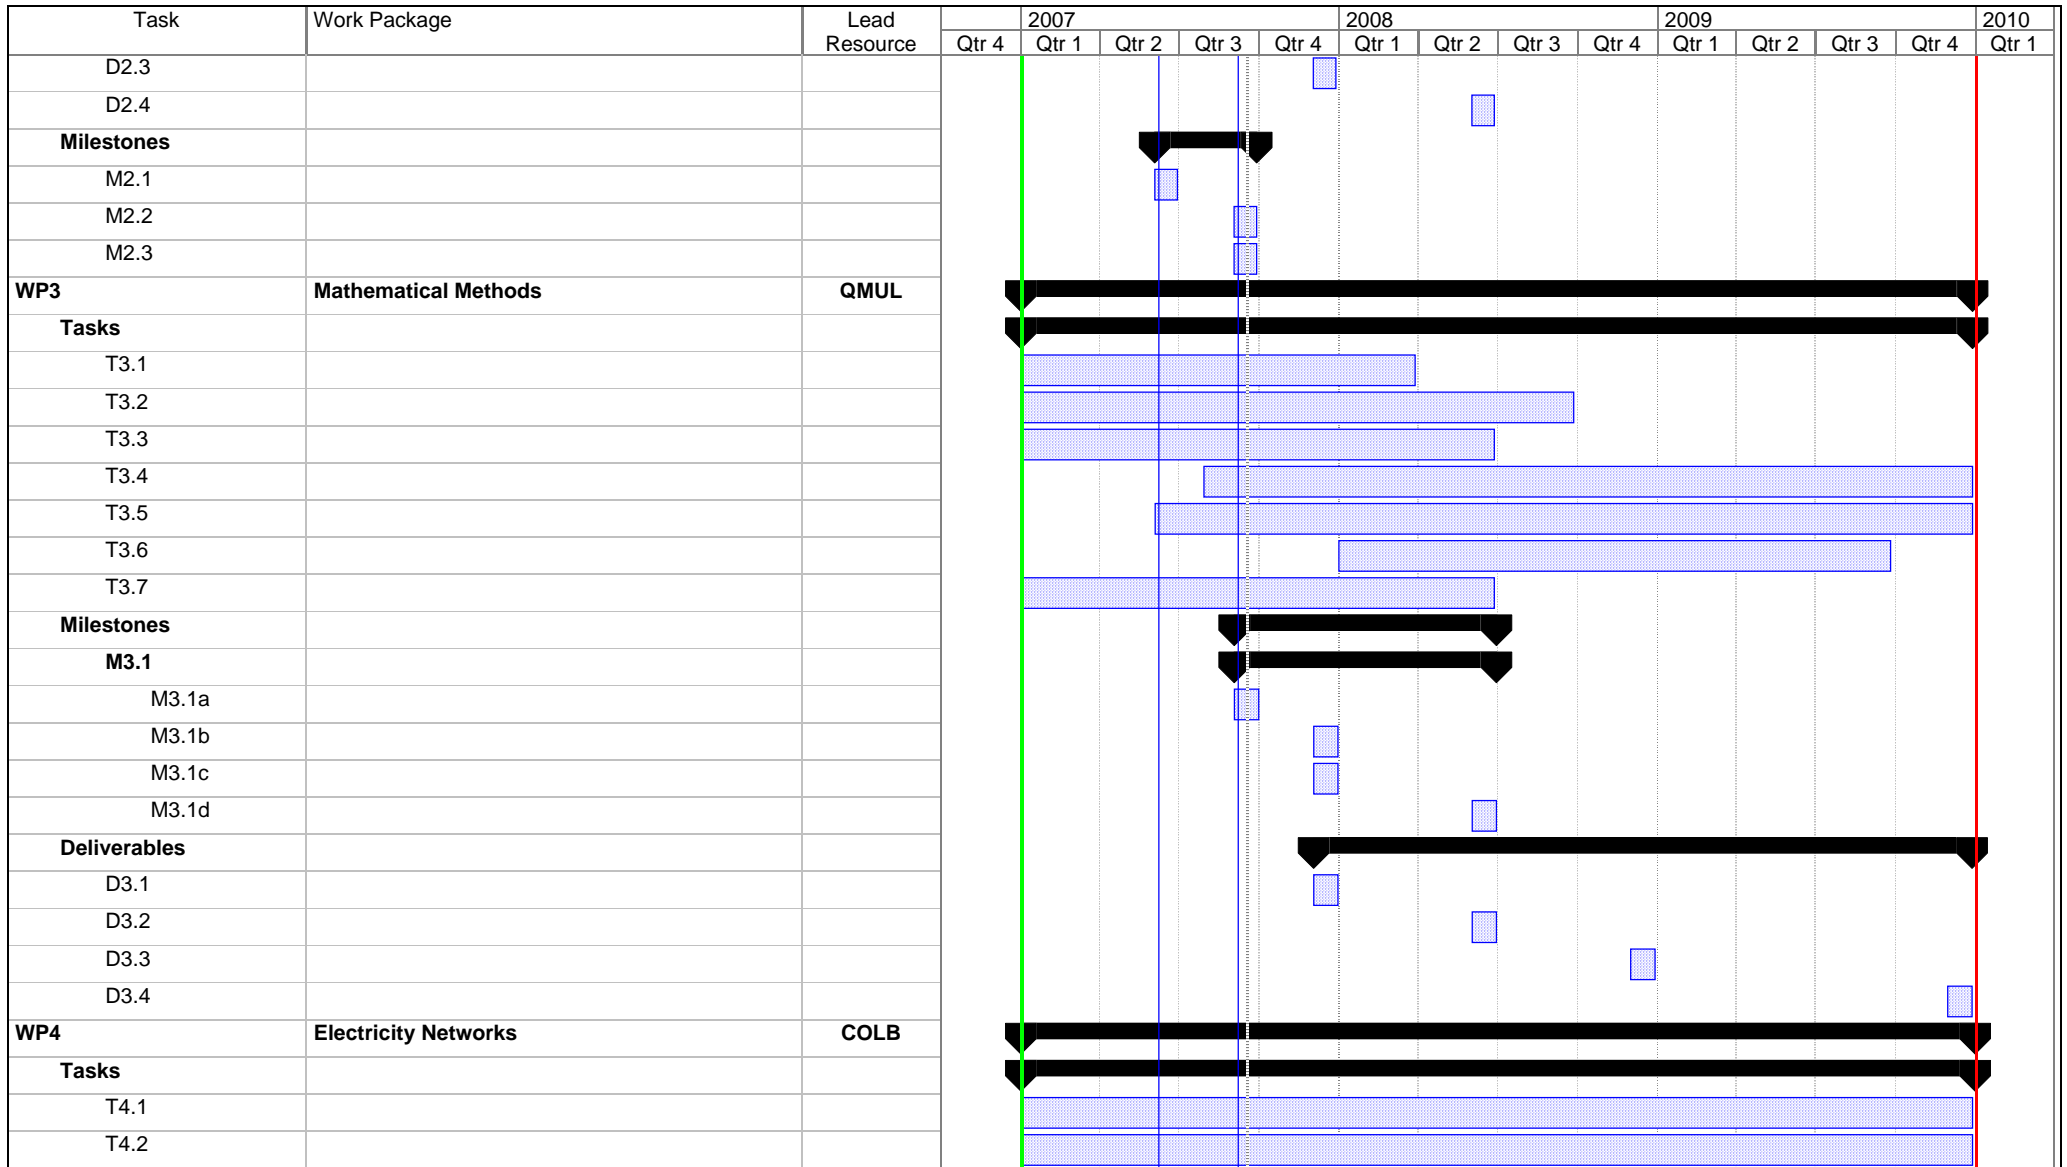 Task Work Package Lead Resource 2007 2008 2009 2010
Qtr 4 Qtr 1 Qtr 2 Qtr 3 Qtr 4 Qtr 1 Qtr 2 Qtr 3 Qtr 4 Qtr 1 Qtr 2 Qtr 3 Qtr 4 Qtr 1
D2.3
D2.4
Milestones
M2.1
M2.2
M2.3
WP3 Mathematical Methods QMUL
Tasks
T3.1
T3.2
T3.3
T3.4
T3.5
T3.6
T3.7
Milestones
M3.1
M3.1a
M3.1b
M3.1c
M3.1d
Deliverables
D3.1
D3.2
D3.3
D3.4
WP4 Electricity Networks COLB
Tasks
T4.1
T4.2